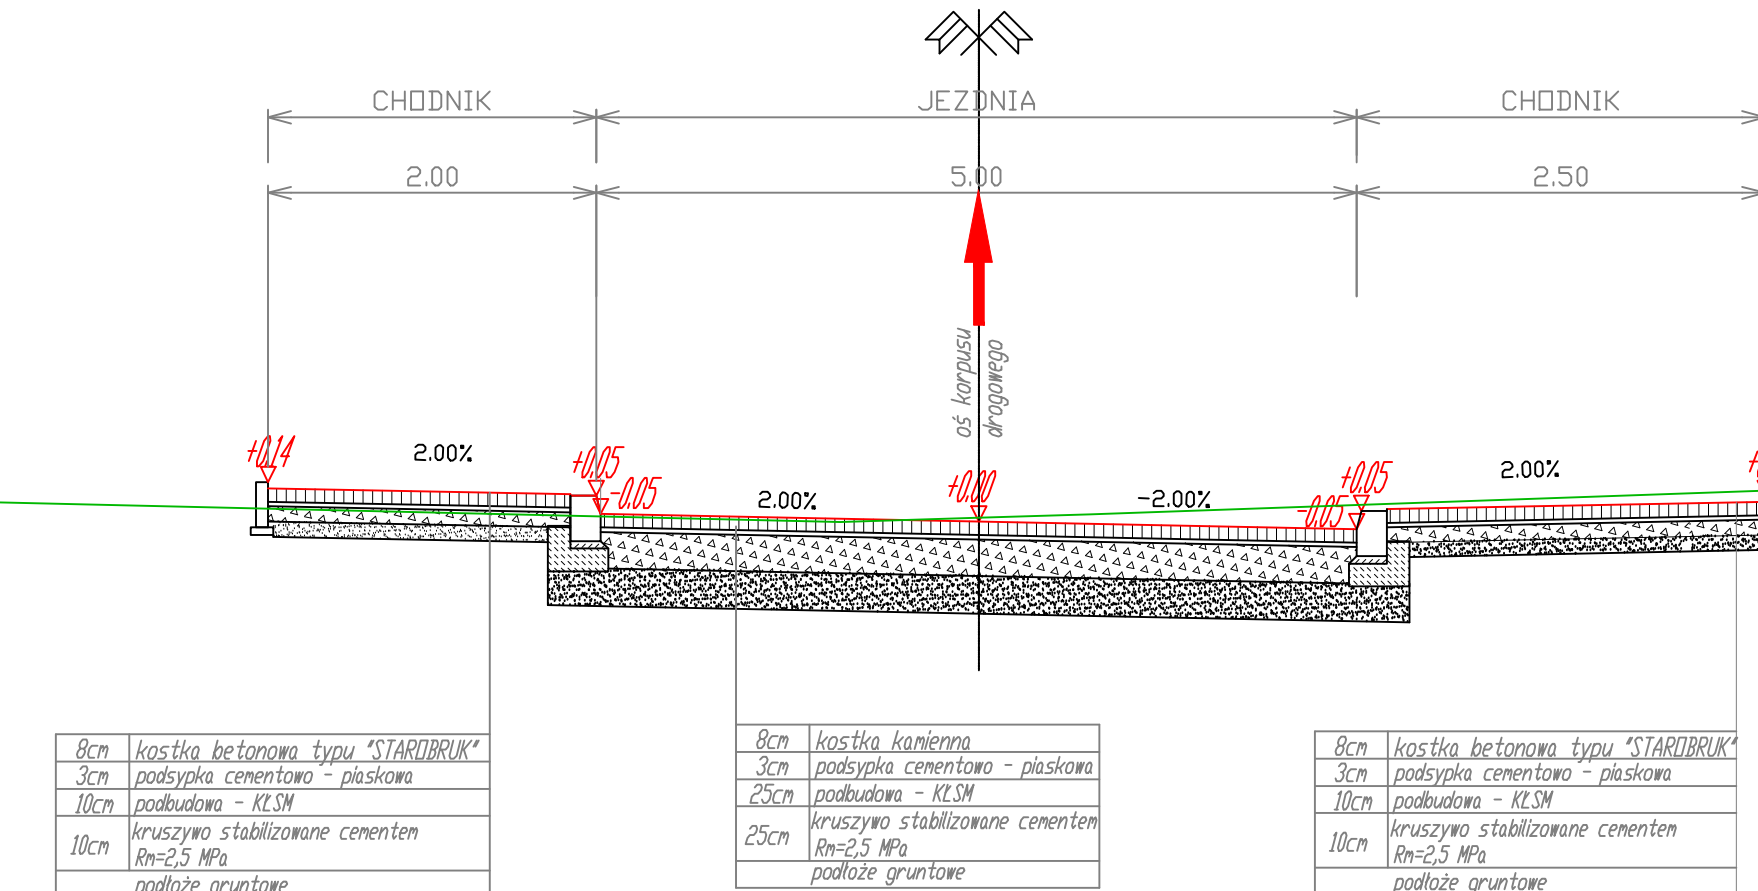 CHODNIK JEZDNIA CHODNIK
2.00 5.00 2.50
oś korpusu
drogowego
+0,14 2.00% +0,05 -0,05 2.00% +0,00 -2.00% -0,05 +0,05 2.00%
8cm kostka betonowa typu "STAROBRUK"
3cm podsypka cementowo - piaskowa
10cm podbudowa - KŁSM
10cm kruszywo stabilizowane cementem
Rm=2,5 MPa
podłoże gruntowe
8cm kostka kamienna
3cm podsypka cementowo - piaskowa
25cm podbudowa - KŁSM
25cm kruszywo stabilizowane cementem
Rm=2,5 MPa
podłoże gruntowe
8cm kostka betonowa typu "STAROBRUK"
3cm podsypka cementowo - piaskowa
10cm podbudowa - KŁSM
10cm kruszywo stabilizowane cementem
Rm=2,5 MPa
podłoże gruntowe